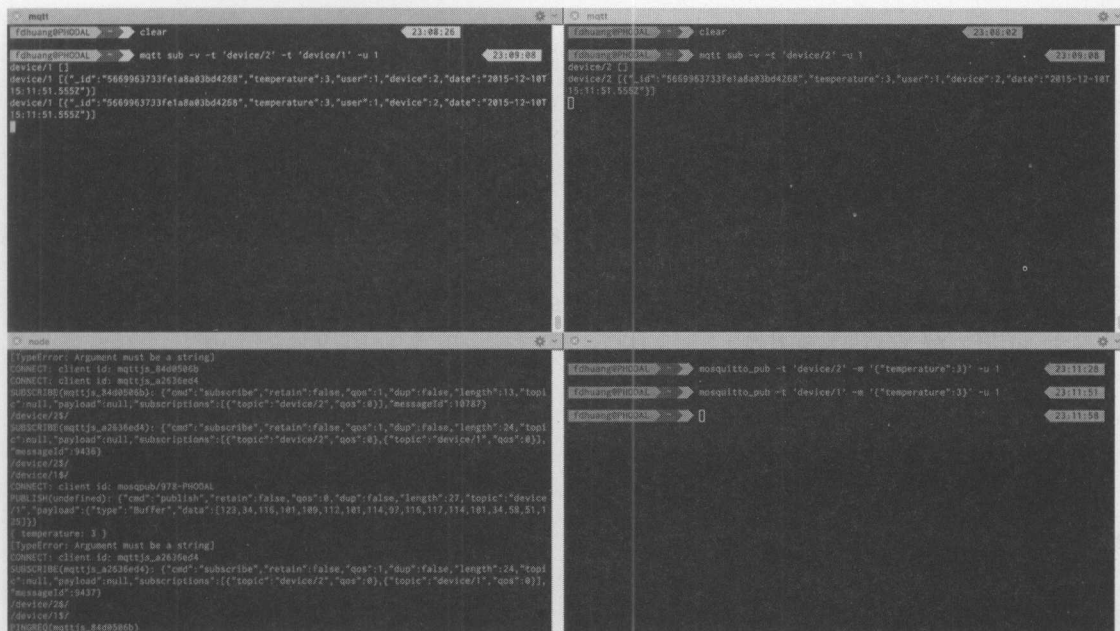 mqtt
fdhuang@PHODAL ~ clear 23:08:26
fdhuang@PHODAL ~ mqtt sub -v -t 'device/2' -t 'device/1' -u 1 23:09:08
device/1 []
device/1 [{"_id":"5669963733fe1a8a03bd4268","temperature":3,"user":1,"device":2,"date":"2015-12-10T
15:11:51.555Z"}]
device/1 [{"_id":"5669963733fe1a8a03bd4268","temperature":3,"user":1,"device":2,"date":"2015-12-10T
15:11:51.555Z"}]
mqtt
fdhuang@PHODAL ~ clear 23:08:02
fdhuang@PHODAL ~ mqtt sub -v -t 'device/2' -u 1 23:09:08
device/2 []
device/2 [{"_id":"5669963733fe1a8a03bd4268","temperature":3,"user":1,"device":2,"date":"2015-12-10T
15:11:51.555Z"}]
node
[TypeError: Argument must be a string]
CONNECT: client id: mqttjs_84d0506b
CONNECT: client id: mqttjs_a2636ed4
SUBSCRIBE(mqttjs_84d0506b): {"cmd":"subscribe","retain":false,"qos":1,"dup":false,"length":13,"topi
c":null,"payload":null,"subscriptions":[{"topic":"device/2","qos":0}],"messageId":10787}
/device/2$/
SUBSCRIBE(mqttjs_a2636ed4): {"cmd":"subscribe","retain":false,"qos":1,"dup":false,"length":24,"topi
c":null,"payload":null,"subscriptions":[{"topic":"device/2","qos":0},{"topic":"device/1","qos":0}],
"messageId":9436}
/device/2$/
/device/1$/
CONNECT: client id: mosqpub/978-PHODAL
PUBLISH(undefined): {"cmd":"publish","retain":false,"qos":0,"dup":false,"length":27,"topic":"device
/1","payload":{"type":"Buffer","data":[123,34,116,101,109,112,101,114,97,116,117,114,101,34,58,51,1
25]}}
{ temperature: 3 }
[TypeError: Argument must be a string]
CONNECT: client id: mqttjs_a2636ed4
SUBSCRIBE(mqttjs_a2636ed4): {"cmd":"subscribe","retain":false,"qos":1,"dup":false,"length":24,"topi
c":null,"payload":null,"subscriptions":[{"topic":"device/2","qos":0},{"topic":"device/1","qos":0}],
"messageId":9437}
/device/2$/
/device/1$/
PINGREQ(mqttjs_84d0506b)
~
fdhuang@PHODAL ~ mosquitto_pub -t 'device/2' -m '{"temperature":3}' -u 1 23:11:28
fdhuang@PHODAL ~ mosquitto_pub -t 'device/1' -m '{"temperature":3}' -u 1 23:11:51
fdhuang@PHODAL ~ 23:11:58